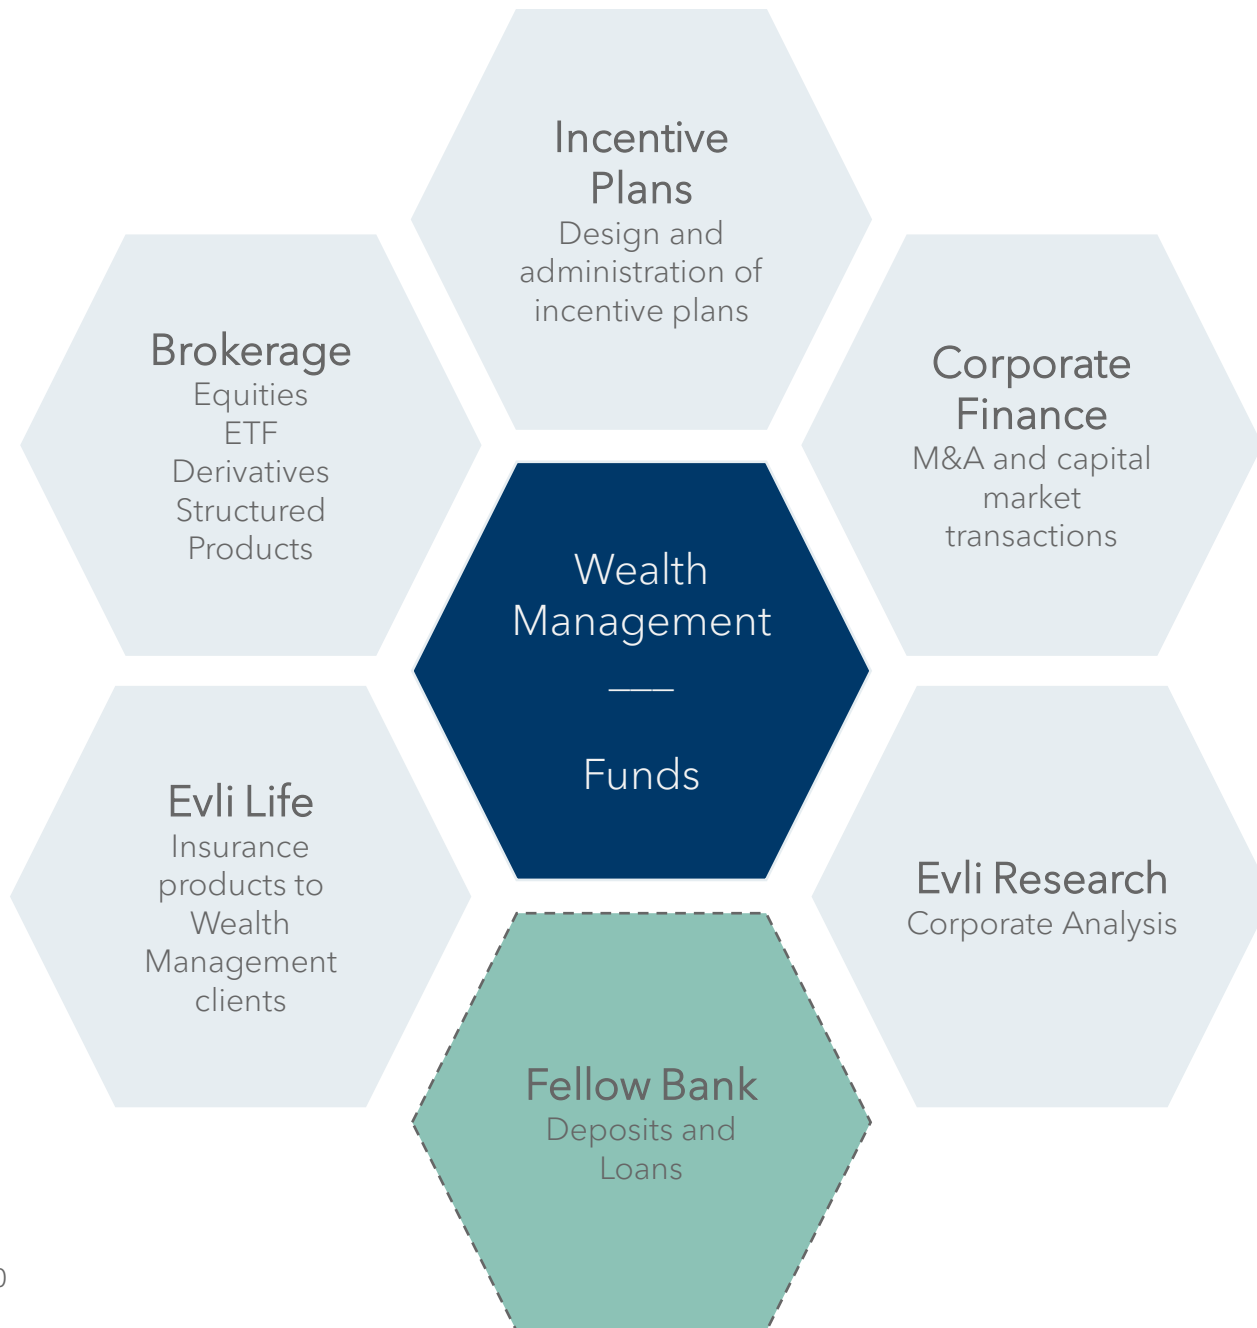 Incentive
Plans
Design and
administration of
incentive plans
Brokerage
Equities
ETF
Derivatives
Structured
Products
Corporate
Finance
M&A and capital
market
transactions
Wealth
Management
___
Funds
Evli Life
Insurance
products to
Wealth
Management
clients
Evli Research
Corporate Analysis
Fellow Bank
Deposits and
Loans
0